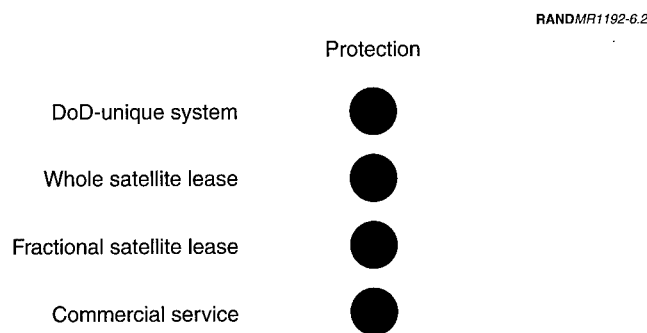 RANDMR1192-6.2
Protection
DoD-unique system
Whole satellite lease
Fractional satellite lease
Commercial service